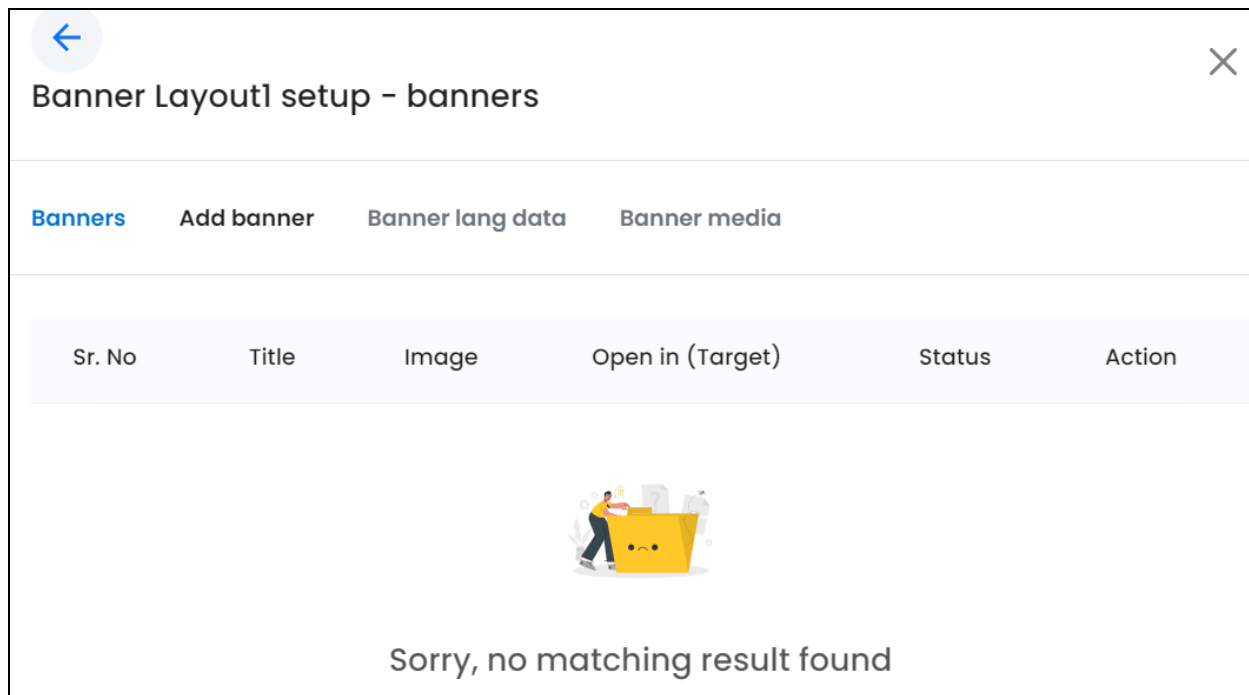 Banner Layout1 setup - banners
Banners Add banner Banner lang data Banner media
Sr. No Title Image Open in (Target) Status Action
Sorry, no matching result found